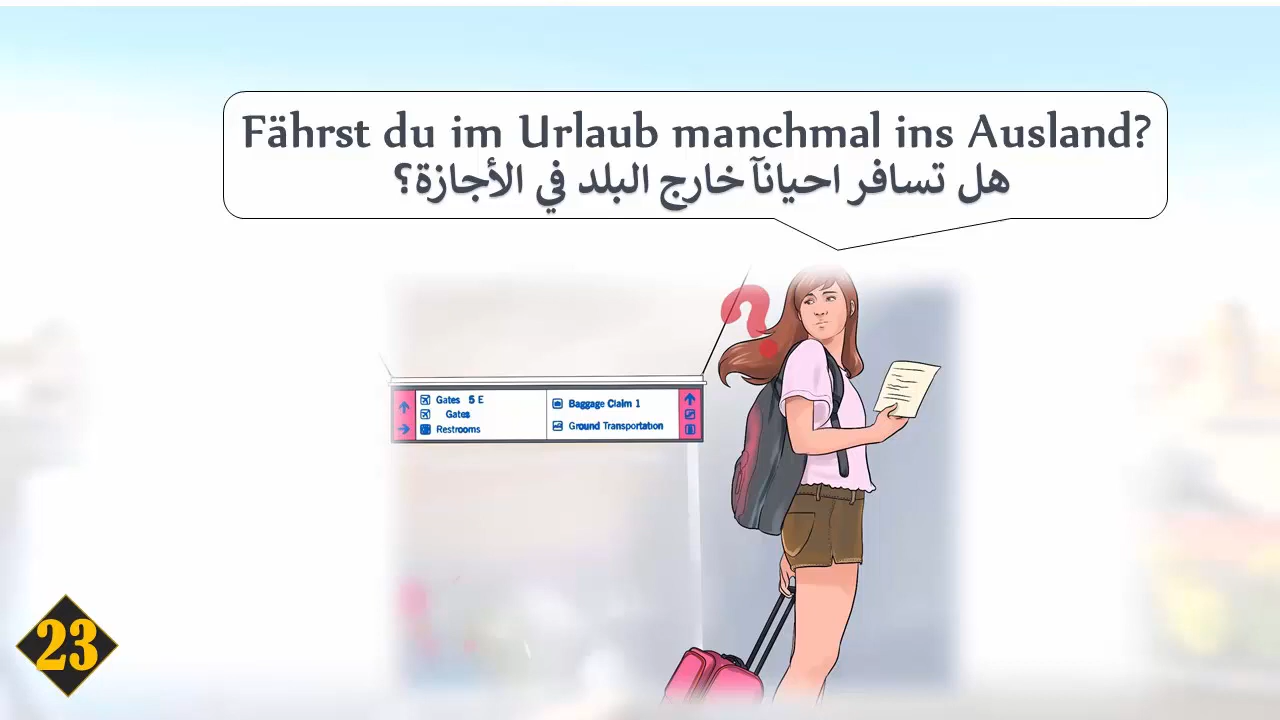 Fährst du im Urlaub manchmal ins Ausland?
هل تسافر احيانآ خارج البلد في الأجازة؟
?
Gates 5 E
Gates
Restrooms
Baggage Claim 1
Ground Transportation
23